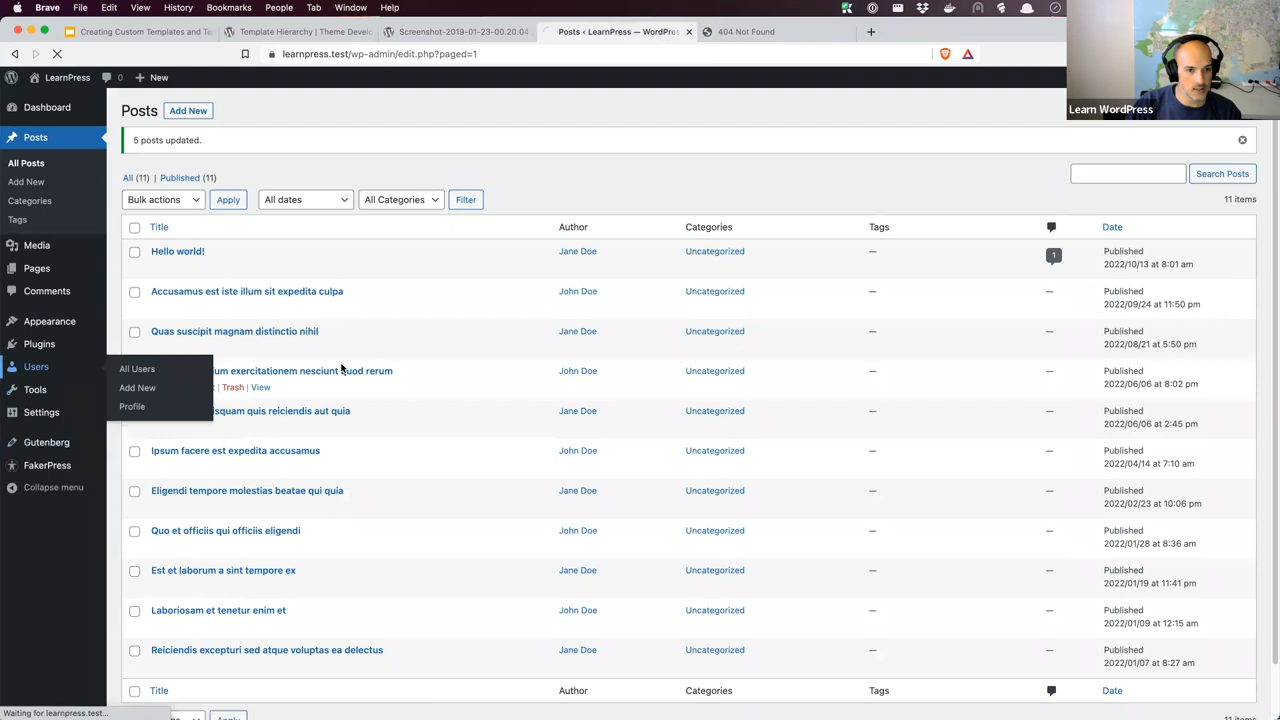 Brave File Edit View History Bookmarks People Tab Window Help
Creating Custom Templates and Te
Template Hierarchy | Theme Develo
Screenshot-2019-01-23-00.20.04
Posts ‹ LearnPress — WordPres
404 Not Found
learnpress.test/wp-admin/edit.php?paged=1
LearnPress 0 New
Learn WordPress
Dashboard
Posts
All Posts
Add New
Categories
Tags
Media
Pages
Comments
Appearance
Plugins
Users
Tools
Settings
Gutenberg
FakerPress
Collapse menu
All Users
Add New
Profile
Posts Add New
5 posts updated.
All (11) | Published (11)
Search Posts
Bulk actions Apply All dates All Categories Filter 11 items
Title Author Categories Tags Date
Hello world! Jane Doe Uncategorized — 1 Published
2022/10/13 at 8:01 am
Accusamus est iste illum sit expedita culpa John Doe Uncategorized — — Published
2022/09/24 at 11:50 pm
Quas suscipit magnam distinctio nihil Jane Doe Uncategorized — — Published
2022/08/21 at 5:50 pm
um exercitationem nesciunt quod rerum John Doe Uncategorized — — Published
| Trash | View 2022/06/06 at 8:02 pm
isquam quis reiciendis aut quia Jane Doe Uncategorized — — Published
2022/06/06 at 2:45 pm
Ipsum facere est expedita accusamus John Doe Uncategorized — — Published
2022/04/14 at 7:10 am
Eligendi tempore molestias beatae qui quia Jane Doe Uncategorized — — Published
2022/02/23 at 10:06 pm
Quo et officiis qui officiis eligendi John Doe Uncategorized — — Published
2022/01/28 at 8:36 am
Est et laborum a sint tempore ex Jane Doe Uncategorized — — Published
2022/01/19 at 11:41 pm
Laboriosam et tenetur enim et John Doe Uncategorized — — Published
2022/01/09 at 12:15 am
Reiciendis excepturi sed atque voluptas ea delectus Jane Doe Uncategorized — — Published
2022/01/07 at 8:27 am
Title Author Categories Tags Date
Waiting for learnpress.test...
Apply
11 items